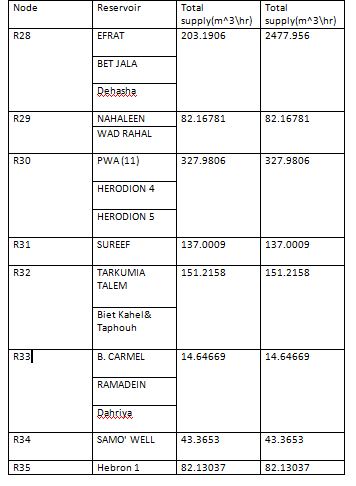 Node Reservoir Total supply(m^3\hr) Total supply(m^3\hr)
R28 EFRAT 203.1906 2477.956
BET JALA
Dehasha
R29 NAHALEEN 82.16781 82.16781
WAD RAHAL
R30 PWA (11) 327.9806 327.9806
HERODION 4
HERODION 5
R31 SUREEF 137.0009 137.0009
R32 TARKUMIA 151.2158 151.2158
TALEM
Biet Kahel&
Taphouh
R33 B. CARMEL 14.64669 14.64669
RAMADEIN
Dahriya
R34 SAMO' WELL 43.3653 43.3653
R35 Hebron 1 82.13037 82.13037